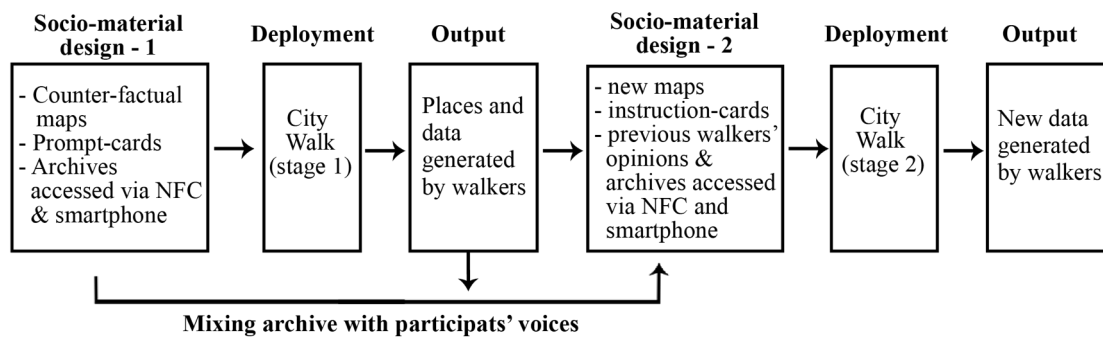 Socio-material
design - 1
- Counter-factual
maps
- Prompt-cards
- Archives
accessed via NFC
& smartphone
Deployment
City
Walk
(stage 1)
Output
Places and
data
generated
by walkers
Socio-material
design - 2
- new maps
- instruction-cards
- previous walkers'
opinions &
archives accessed
via NFC and
smartphone
Deployment
City
Walk
(stage 2)
Output
New data
generated
by walkers
Mixing archive with participats' voices